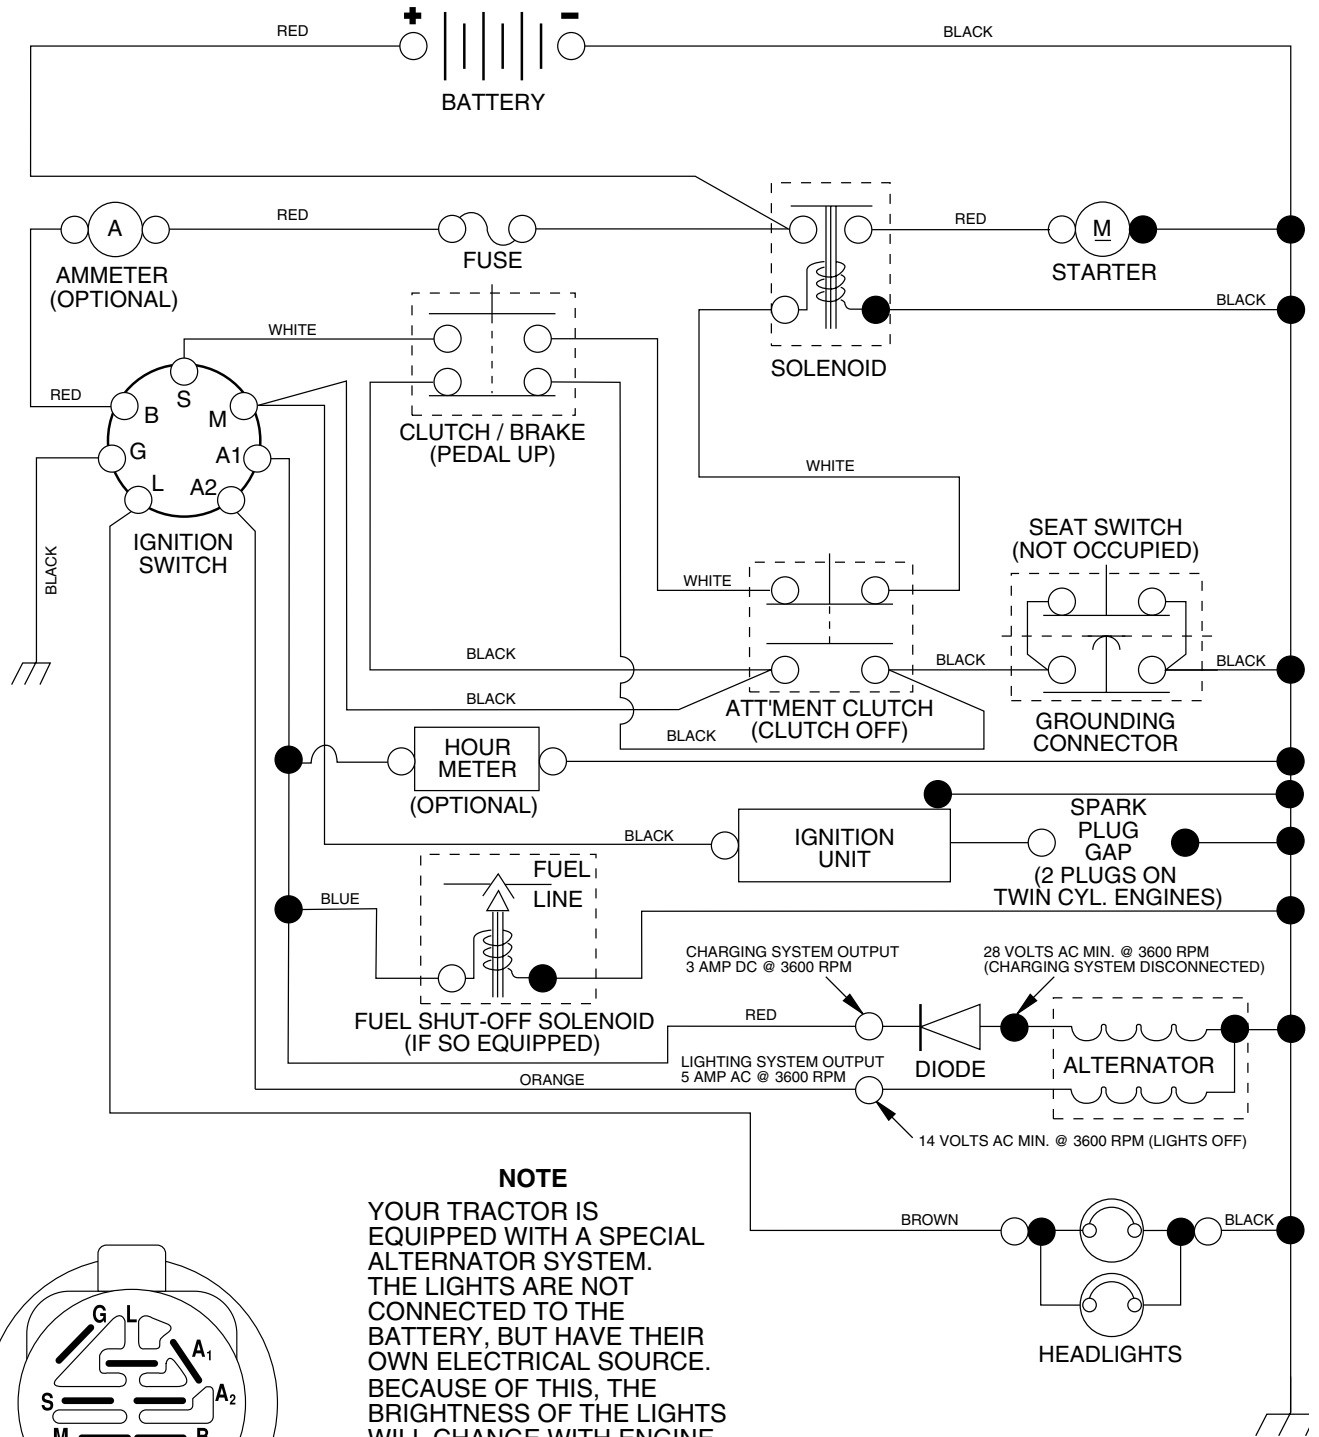 + -
RED
BLACK
BATTERY
A
RED
RED
M
AMMETER
(OPTIONAL)
FUSE
STARTER
BLACK
WHITE
SOLENOID
RED
B
S
M
G
A1
L
A2
CLUTCH / BRAKE
(PEDAL UP)
WHITE
IGNITION
SWITCH
BLACK
SEAT SWITCH
(NOT OCCUPIED)
WHITE
BLACK
BLACK
BLACK
BLACK
ATT'MENT CLUTCH
(CLUTCH OFF)
GROUNDING
CONNECTOR
BLACK
HOUR
METER
(OPTIONAL)
BLACK
IGNITION
UNIT
SPARK
PLUG
GAP
(2 PLUGS ON
TWIN CYL. ENGINES)
FUEL
LINE
BLUE
CHARGING SYSTEM OUTPUT
3 AMP DC @ 3600 RPM
28 VOLTS AC MIN. @ 3600 RPM
(CHARGING SYSTEM DISCONNECTED)
FUEL SHUT-OFF SOLENOID
(IF SO EQUIPPED)
RED
DIODE
ALTERNATOR
LIGHTING SYSTEM OUTPUT
5 AMP AC @ 3600 RPM
ORANGE
14 VOLTS AC MIN. @ 3600 RPM (LIGHTS OFF)
NOTE
YOUR TRACTOR IS
EQUIPPED WITH A SPECIAL
ALTERNATOR SYSTEM.
THE LIGHTS ARE NOT
CONNECTED TO THE
BATTERY, BUT HAVE THEIR
OWN ELECTRICAL SOURCE.
BECAUSE OF THIS, THE
BRIGHTNESS OF THE LIGHTS
WILL CHANGE WITH ENGINE
BROWN
BLACK
HEADLIGHTS
G L
A1
S
A2
M
B